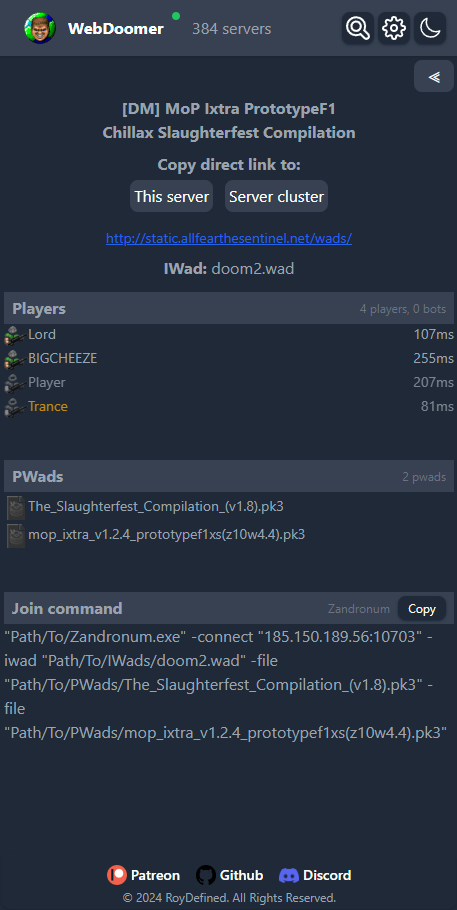 WebDoomer 384 servers
⪡
[DM] MoP Ixtra PrototypeF1
Chillax Slaughterfest Compilation
Copy direct link to:
This server Server cluster
http://static.allfearthesentinel.net/wads/
IWad: doom2.wad
Players 4 players, 0 bots
Lord 107ms
BIGCHEEZE 255ms
Player 207ms
Trance 81ms
PWads 2 pwads
The_Slaughterfest_Compilation_(v1.8).pk3
mop_ixtra_v1.2.4_prototypef1xs(z10w4.4).pk3
Join command Zandronum Copy
"Path/To/Zandronum.exe" -connect "185.150.189.56:10703" -
iwad "Path/To/IWads/doom2.wad" -file
"Path/To/PWads/The_Slaughterfest_Compilation_(v1.8).pk3" -
file
"Path/To/PWads/mop_ixtra_v1.2.4_prototypef1xs(z10w4.4).pk3"
Patreon Github Discord
© 2024 RoyDefined. All Rights Reserved.